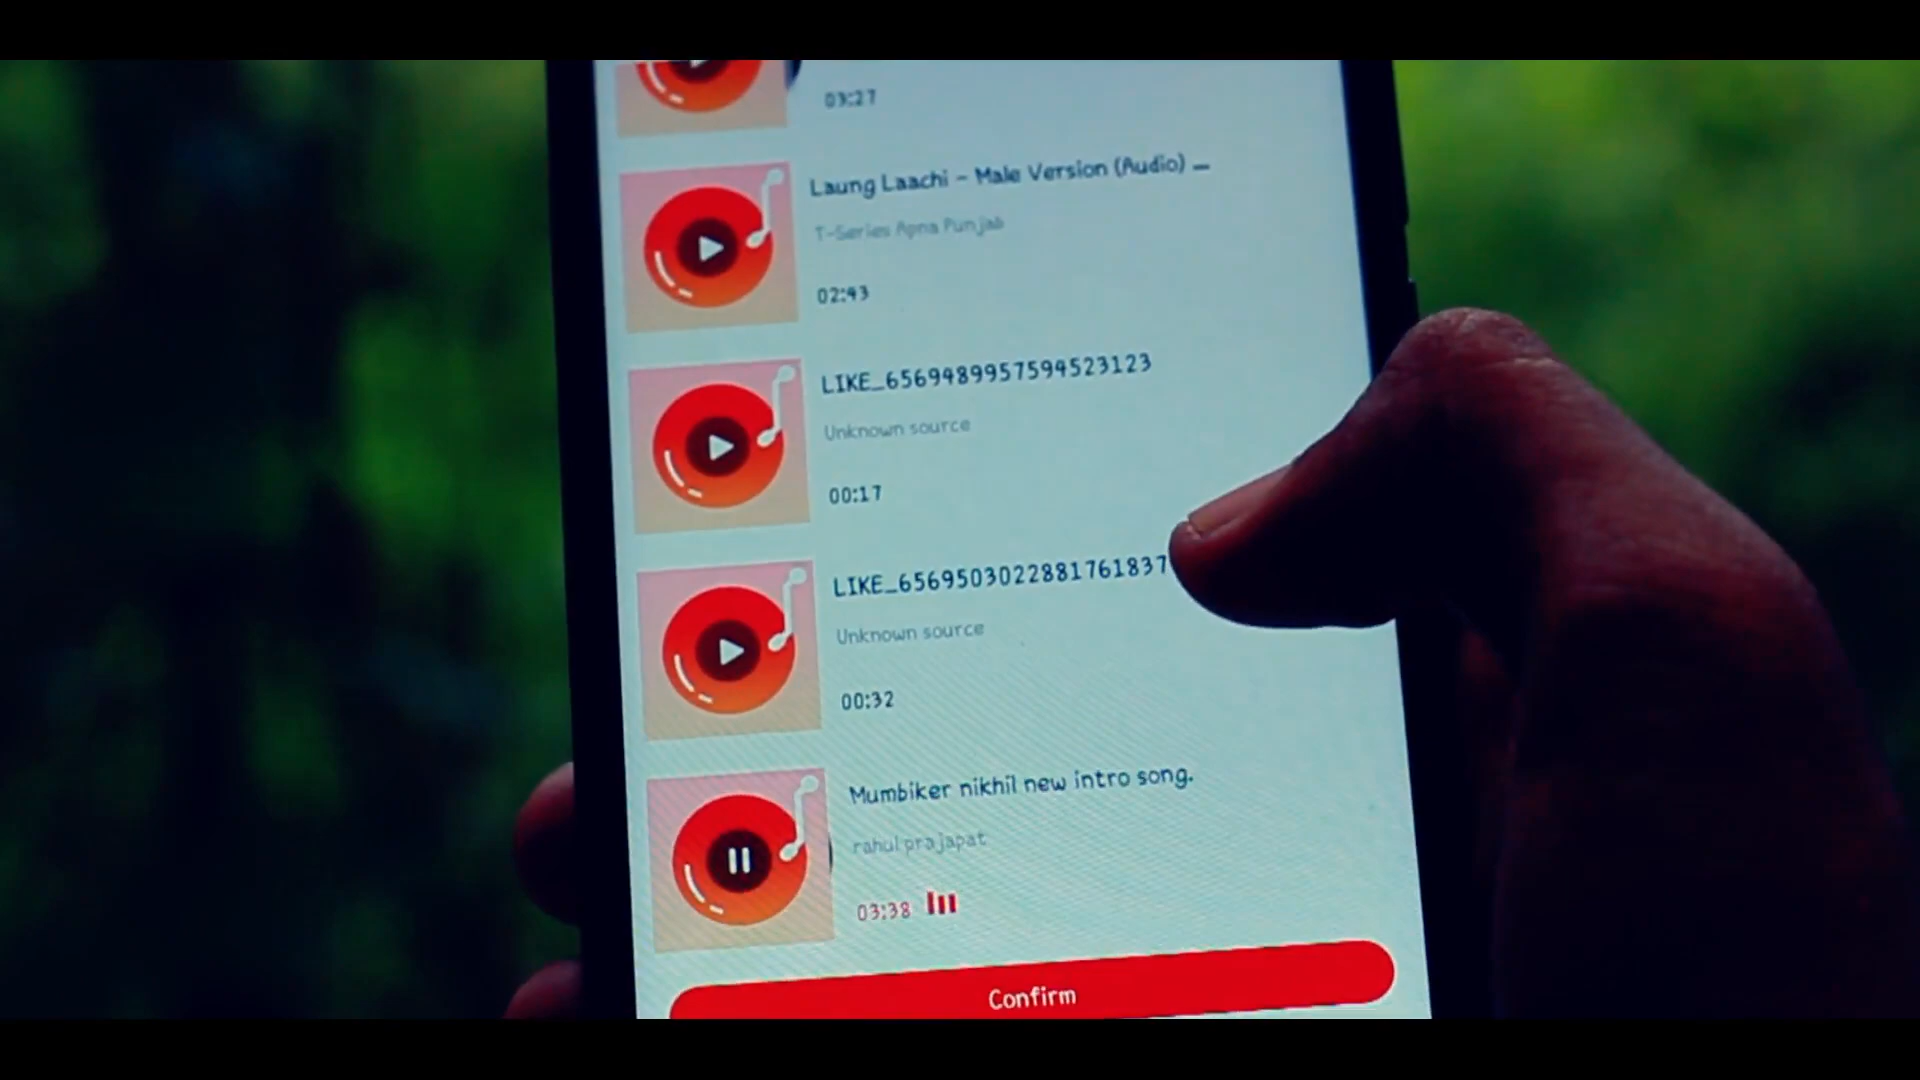 03:27
Laung Laachi - Male Version (Audio) —
T-Series Apna Punjab
02:43
LIKE_6569489957594523123
Unknown source
00:17
LIKE_6569503022881761837
Unknown source
00:32
Mumbiker nikhil new intro song.
rahul prajapat
03:38
Confirm